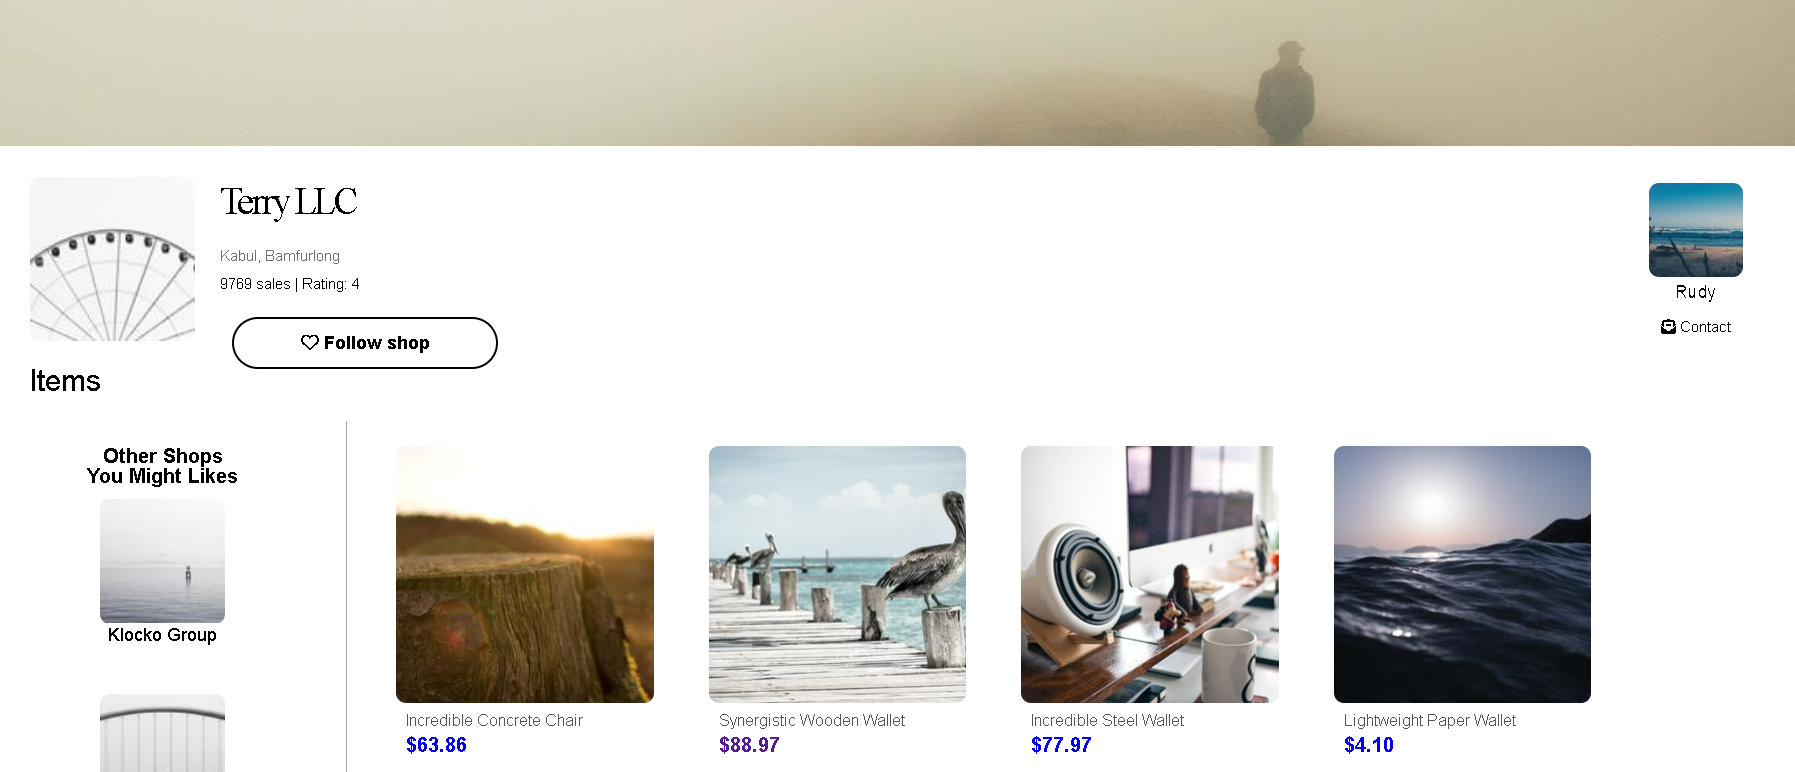 Terry LLC
Kabul, Bamfurlong
9769 sales | Rating: 4
Follow shop
Rudy
Contact
Items
Other Shops
You Might Likes
Klocko Group
Incredible Concrete Chair
$63.86
Synergistic Wooden Wallet
$88.97
Incredible Steel Wallet
$77.97
Lightweight Paper Wallet
$4.10